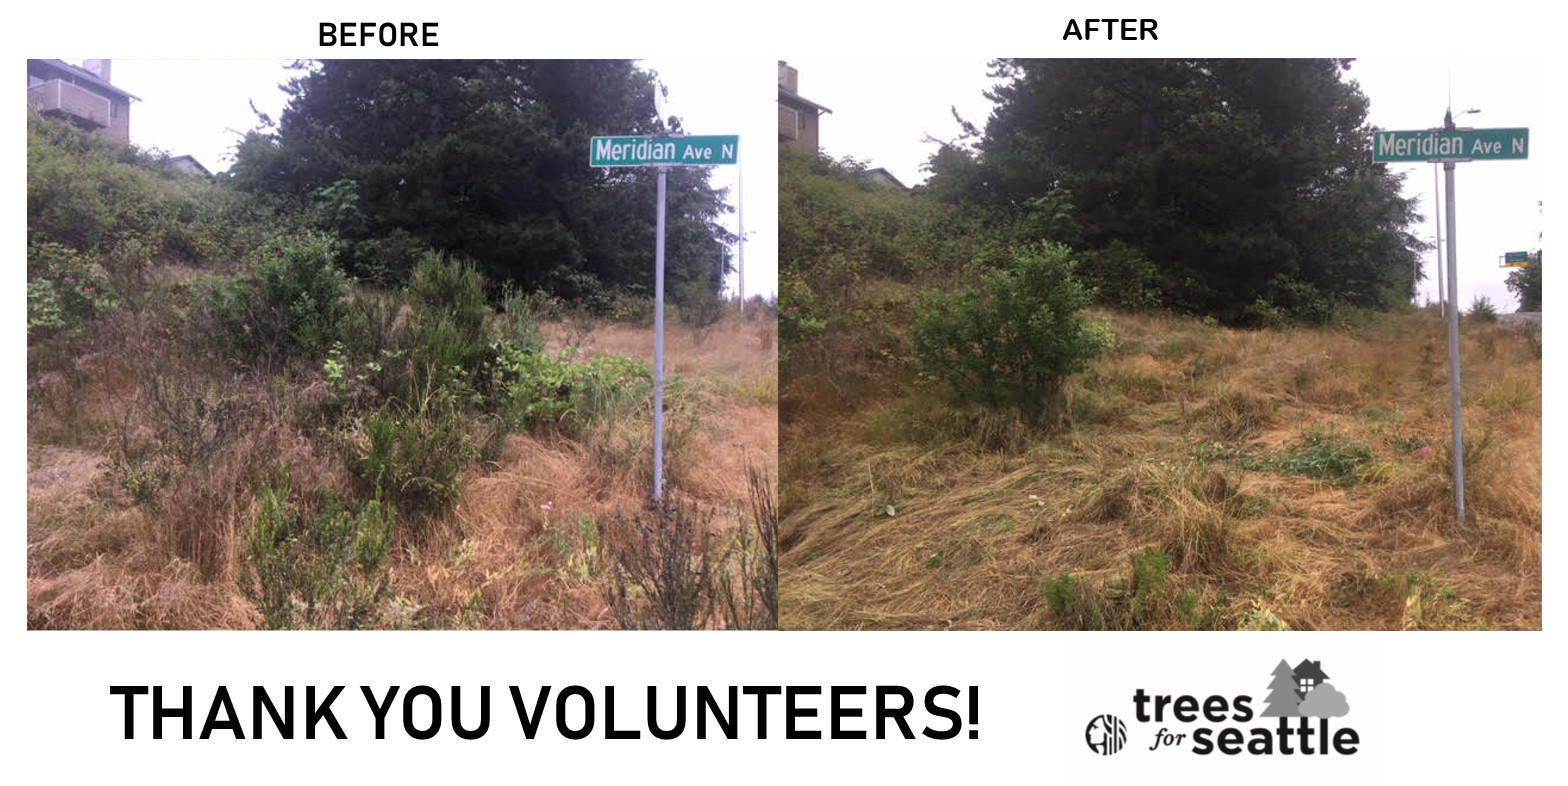 BEFORE
AFTER
Meridian Ave N
Meridian Ave N
THANK YOU VOLUNTEERS!
trees
for seattle